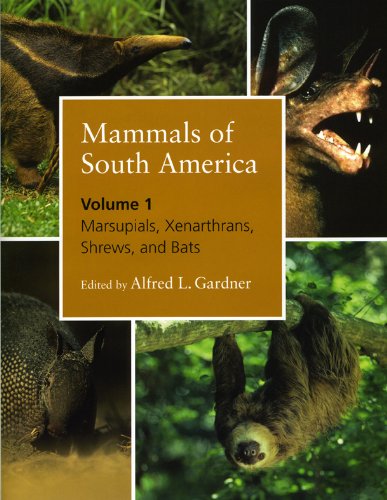 Mammals of
South America
Volume 1
Marsupials, Xenarthrans,
Shrews, and Bats
Edited by Alfred L. Gardner